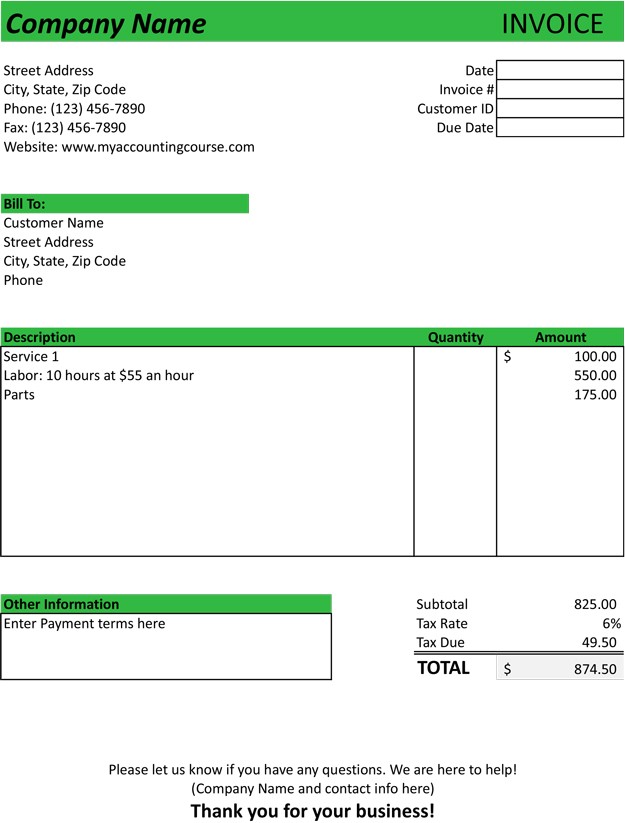 Company Name INVOICE
Street Address Date
City, State, Zip Code Invoice #
Phone: (123) 456-7890 Customer ID
Fax: (123) 456-7890 Due Date
Website: www.myaccountingcourse.com
Bill To:
Customer Name
Street Address
City, State, Zip Code
Phone
Description Quantity Amount
Service 1 $ 100.00
Labor: 10 hours at $55 an hour 550.00
Parts 175.00
Other Information Subtotal 825.00
Enter Payment terms here Tax Rate 6%
Tax Due 49.50
TOTAL $ 874.50
Please let us know if you have any questions. We are here to help!
(Company Name and contact info here)
Thank you for your business!